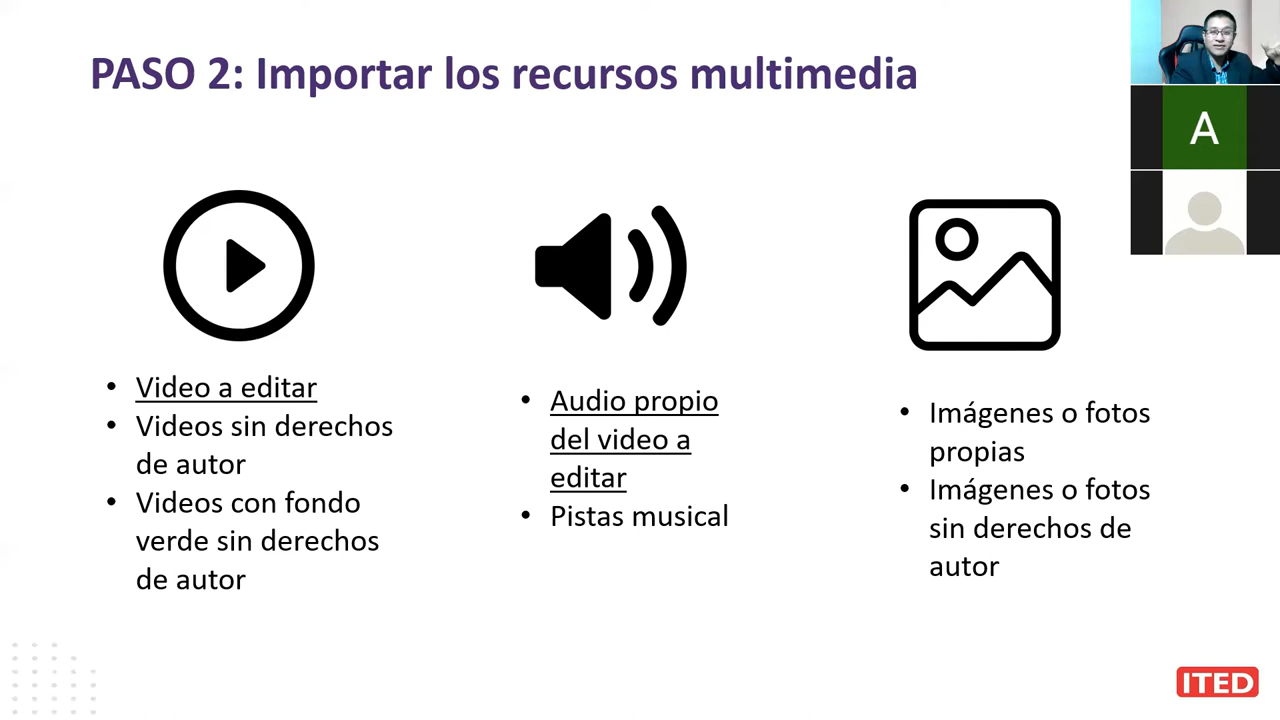 PASO 2: Importar los recursos multimedia
A
• Video a editar
• Videos sin derechos
de autor
• Videos con fondo
verde sin derechos
de autor
• Audio propio
del video a
editar
• Pistas musical
• Imágenes o fotos
propias
• Imágenes o fotos
sin derechos de
autor
ITED